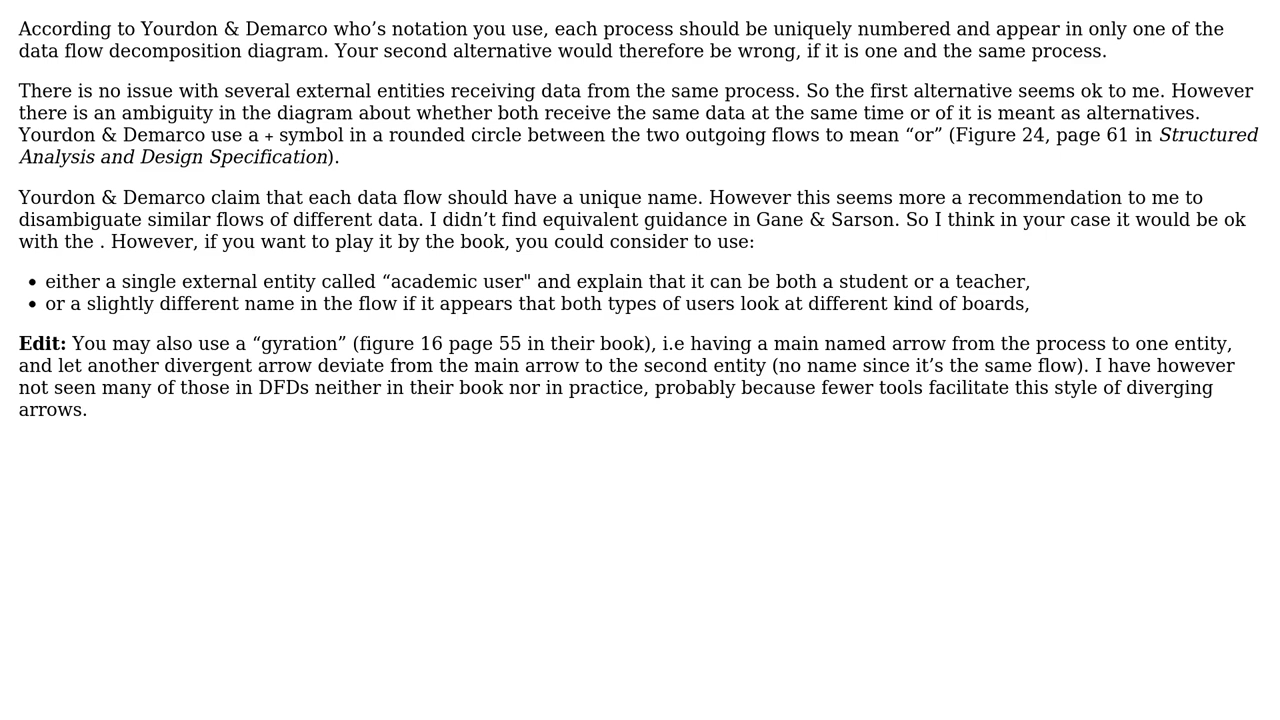 According to Yourdon & Demarco who’s notation you use, each process should be uniquely numbered and appear in only one of the
data flow decomposition diagram. Your second alternative would therefore be wrong, if it is one and the same process.
There is no issue with several external entities receiving data from the same process. So the first alternative seems ok to me. However
there is an ambiguity in the diagram about whether both receive the same data at the same time or of it is meant as alternatives.
Yourdon & Demarco use a + symbol in a rounded circle between the two outgoing flows to mean “or” (Figure 24, page 61 in Structured
Analysis and Design Specification).
Yourdon & Demarco claim that each data flow should have a unique name. However this seems more a recommendation to me to
disambiguate similar flows of different data. I didn’t find equivalent guidance in Gane & Sarson. So I think in your case it would be ok
with the . However, if you want to play it by the book, you could consider to use:
• either a single external entity called “academic user" and explain that it can be both a student or a teacher,
• or a slightly different name in the flow if it appears that both types of users look at different kind of boards,
Edit: You may also use a “gyration” (figure 16 page 55 in their book), i.e having a main named arrow from the process to one entity,
and let another divergent arrow deviate from the main arrow to the second entity (no name since it’s the same flow). I have however
not seen many of those in DFDs neither in their book nor in practice, probably because fewer tools facilitate this style of diverging
arrows.